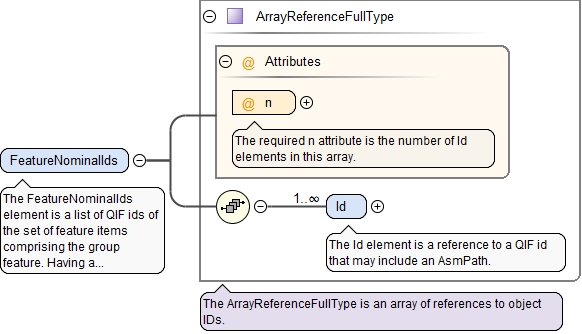 ArrayReferenceFullType
@ Attributes
@ n
The required n attribute is the number of Id
elements in this array.
FeatureNominalIds
The FeatureNominalIds
element is a list of QIF ids of
the set of feature items
comprising the group
feature. Having a...
1..∞
Id
The Id element is a reference to a QIF id
that may include an AsmPath.
The ArrayReferenceFullType is an array of references to object
IDs.